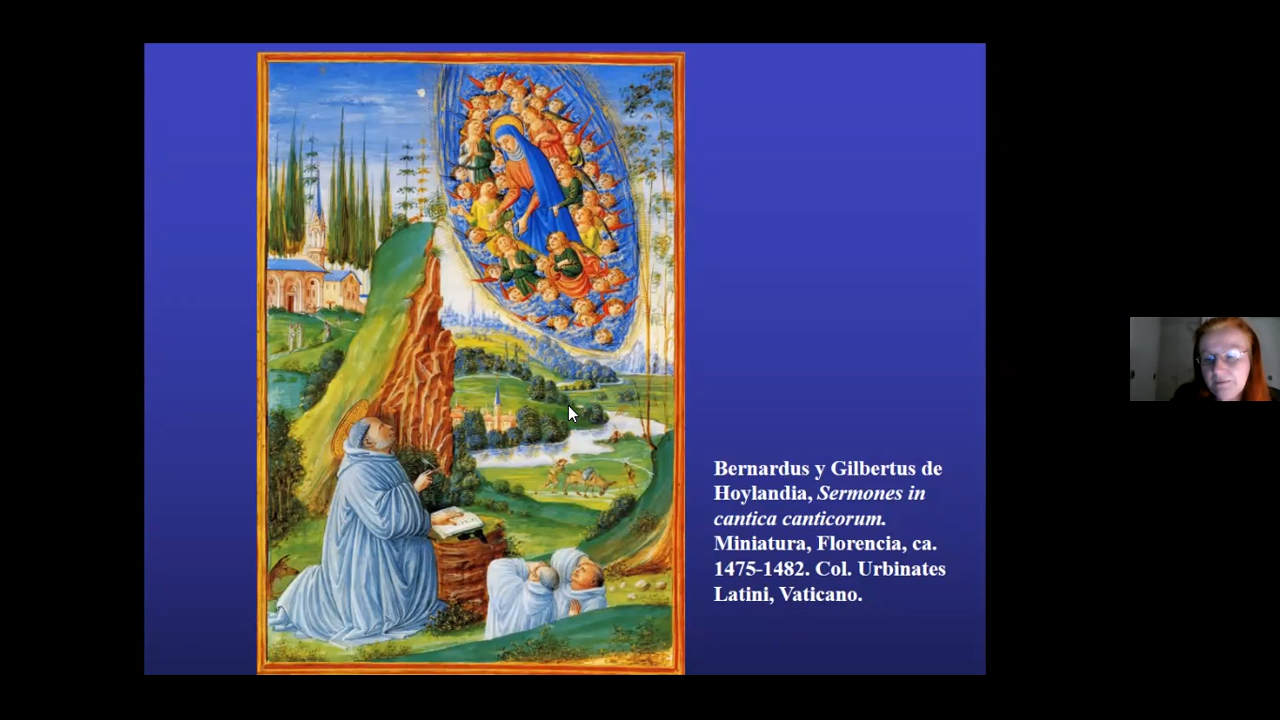 Bernardus y Gilbertus de
Hoylandia, Sermones in
cantica canticorum.
Miniatura, Florencia, ca.
1475-1482. Col. Urbinates
Latini, Vaticano.